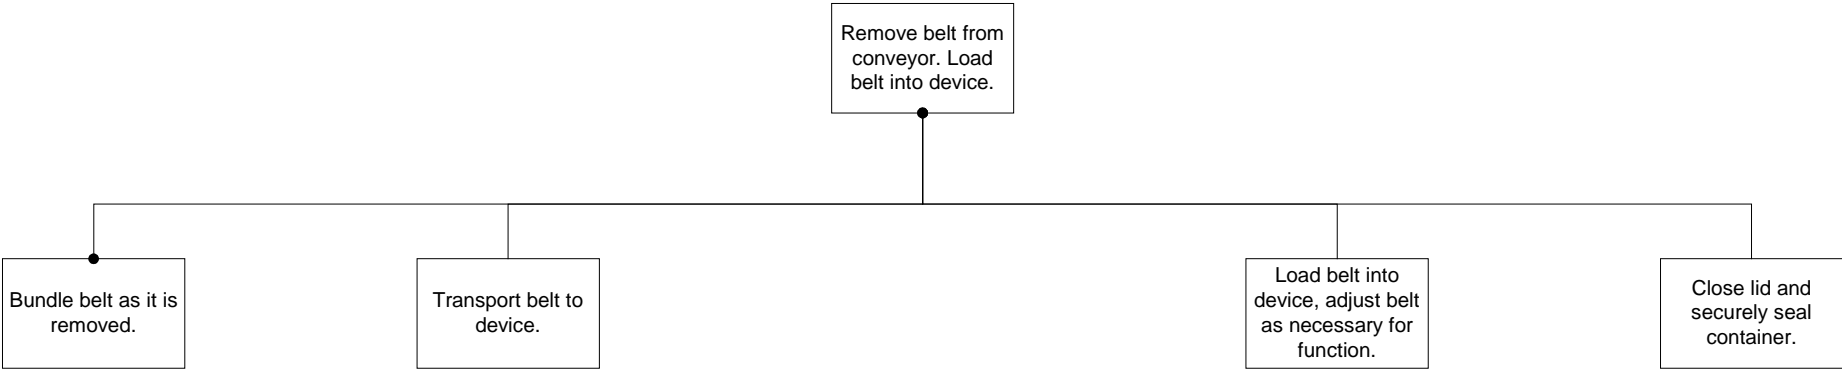 Remove belt from
conveyor. Load
belt into device.
Bundle belt as it is
removed.
Transport belt to
device.
Load belt into
device, adjust belt
as necessary for
function.
Close lid and
securely seal
container.